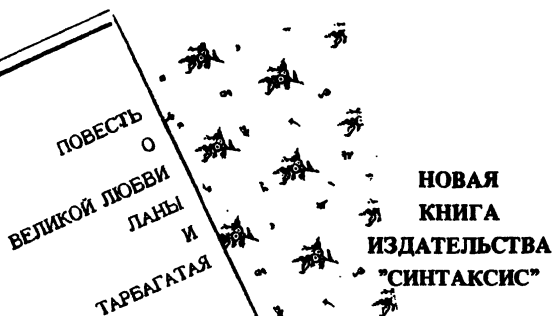 ПОВЕСТЬ
О
ВЕЛИКОЙ ЛЮБВИ
ЛАНЫ
И
ТАРБАГАТАЯ
НОВАЯ
КНИГА
ИЗДАТЕЛЬСТВА
"СИНТАКСИС"